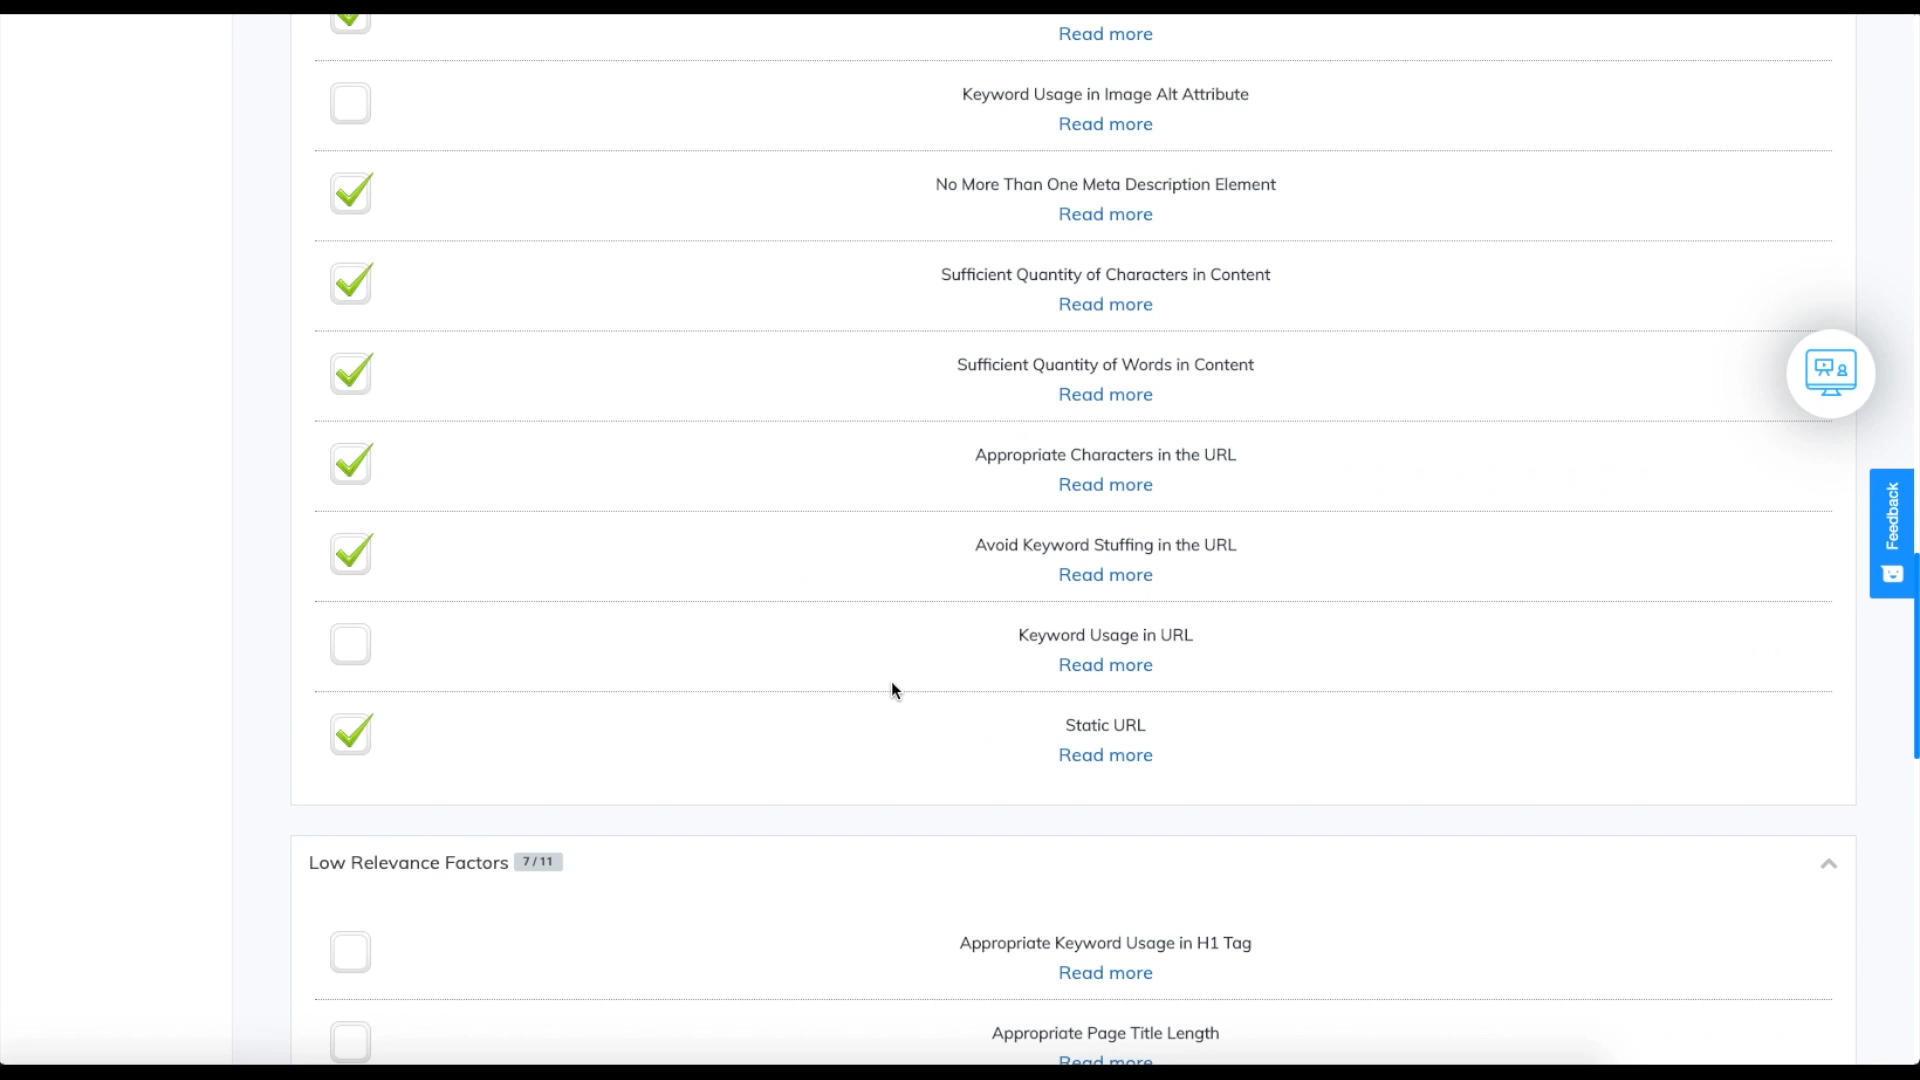 Read more
Keyword Usage in Image Alt Attribute
Read more
No More Than One Meta Description Element
Read more
Sufficient Quantity of Characters in Content
Read more
Sufficient Quantity of Words in Content
Read more
Appropriate Characters in the URL
Read more
Avoid Keyword Stuffing in the URL
Read more
Keyword Usage in URL
Read more
Static URL
Read more
Feedback
Low Relevance Factors 7/11
Appropriate Keyword Usage in H1 Tag
Read more
Appropriate Page Title Length
Read more